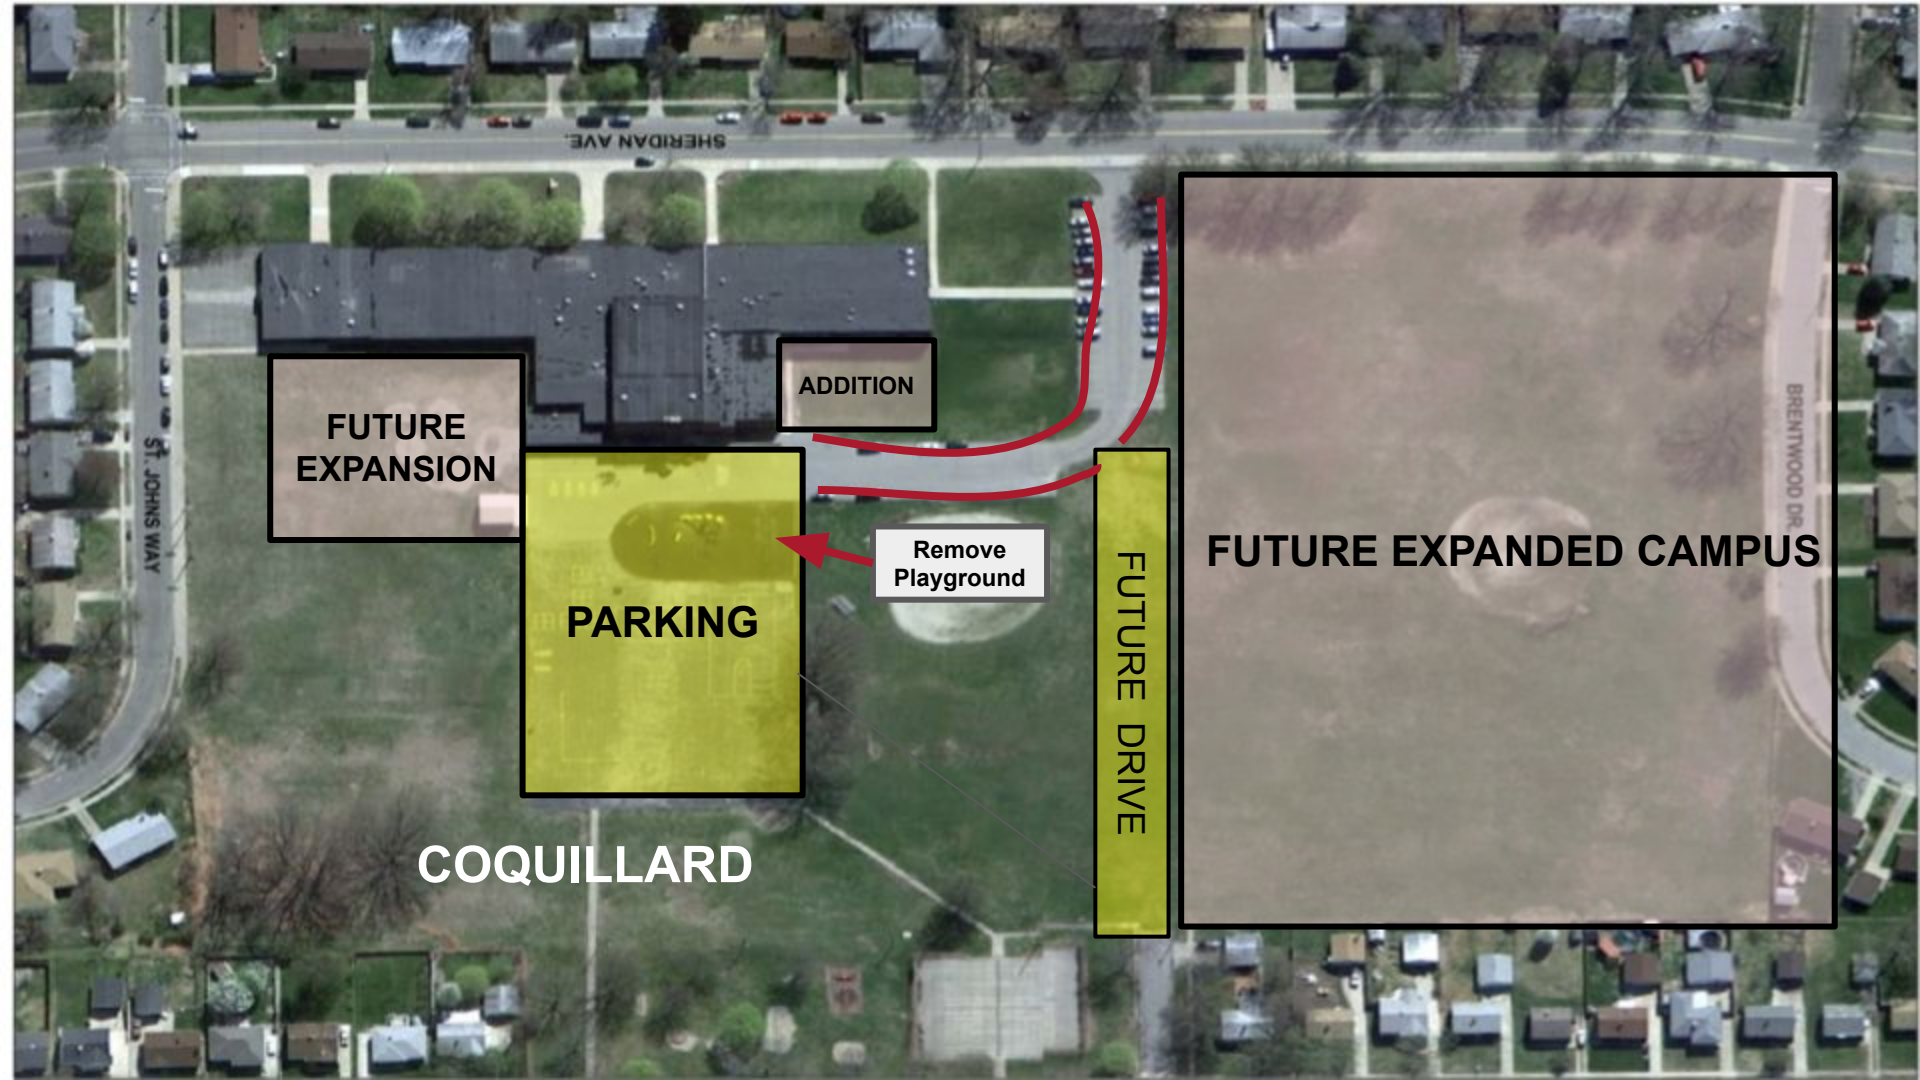 SHERIDAN AVE.
ADDITION
FUTURE
EXPANSION
ST. JOHNS WAY
BRENTWOOD DR.
Remove
Playground
FUTURE EXPANDED CAMPUS
PARKING
FUTURE DRIVE
COQUILLARD